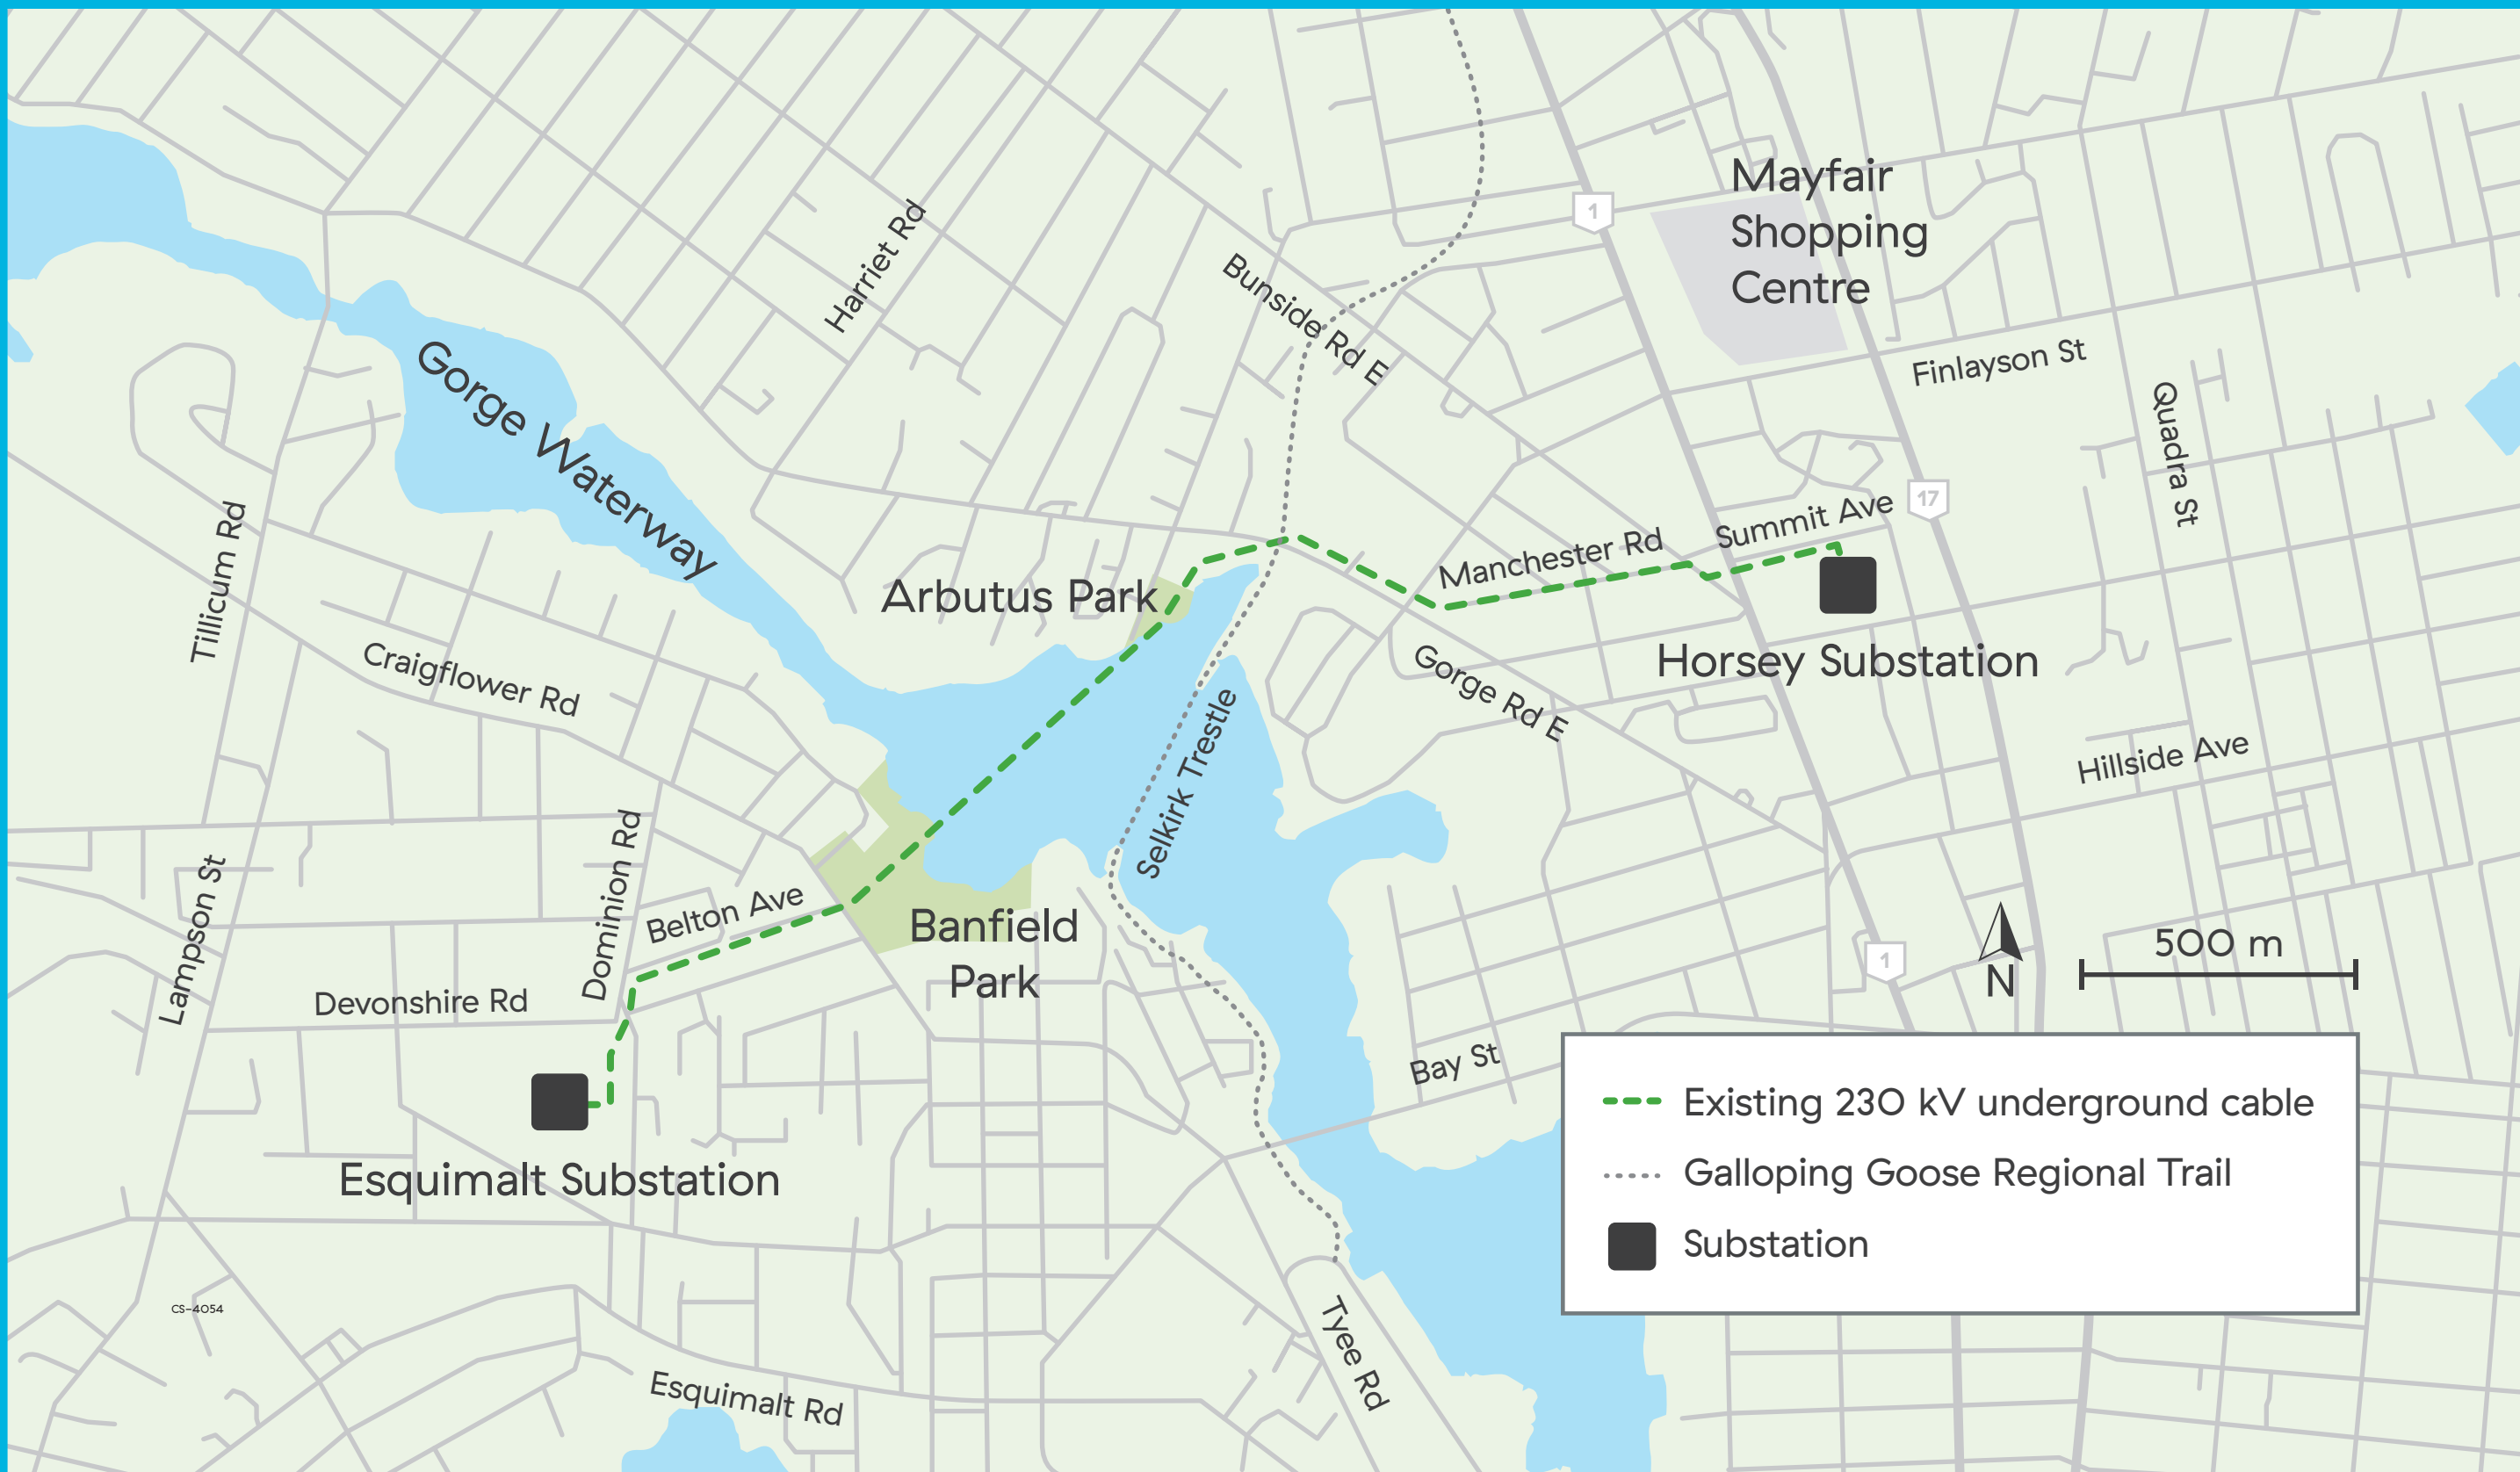 Mayfair
Shopping
Centre
1
Harriet Rd
Bunside Rd E
Gorge Waterway
Finlayson St
Quadra St
17
Tillicum Rd
Summit Ave
Manchester Rd
Arbutus Park
Horsey Substation
Craigflower Rd
Gorge Rd E
Selkirk Trestle
Hillside Ave
Dominion Rd
Belton Ave
Lampson St
Banfield
Park
Devonshire Rd
1
N
500 m
Bay St
Esquimalt Substation
Existing 230 kV underground cable
Galloping Goose Regional Trail
Substation
CS-4054
Tyee Rd
Esquimalt Rd